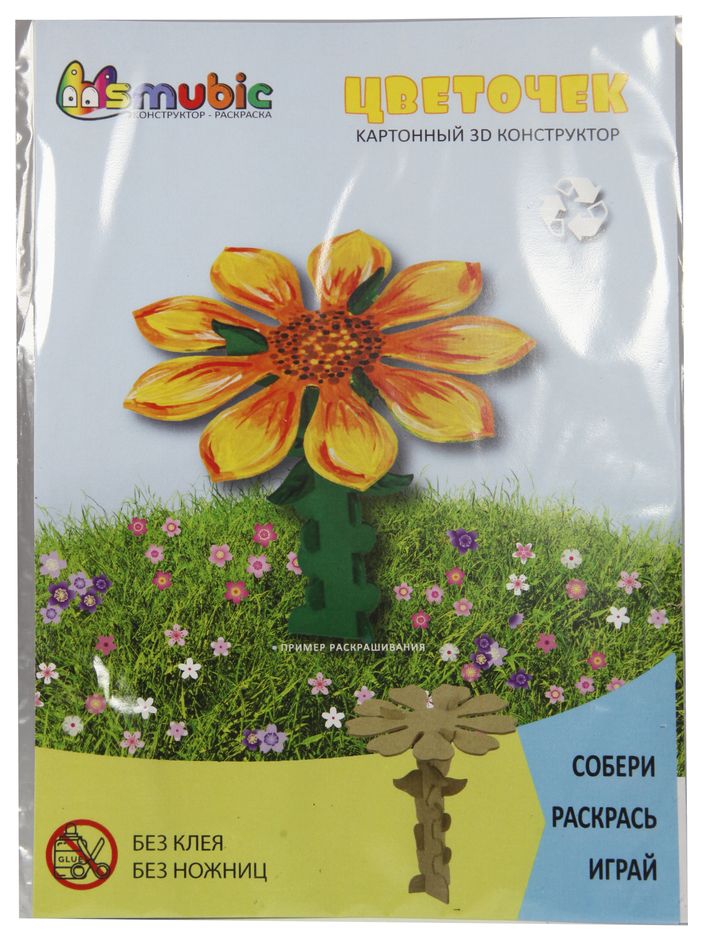 smubic
КОНСТРУКТОР - РАСКРАСКА
ЦВЕТОЧЕК
КАРТОННЫЙ 3D КОНСТРУКТОР
• ПРИМЕР РАСКРАШИВАНИЯ
GLUE
БЕЗ КЛЕЯ
БЕЗ НОЖНИЦ
СОБЕРИ
РАСКРАСЬ
ИГРАЙ